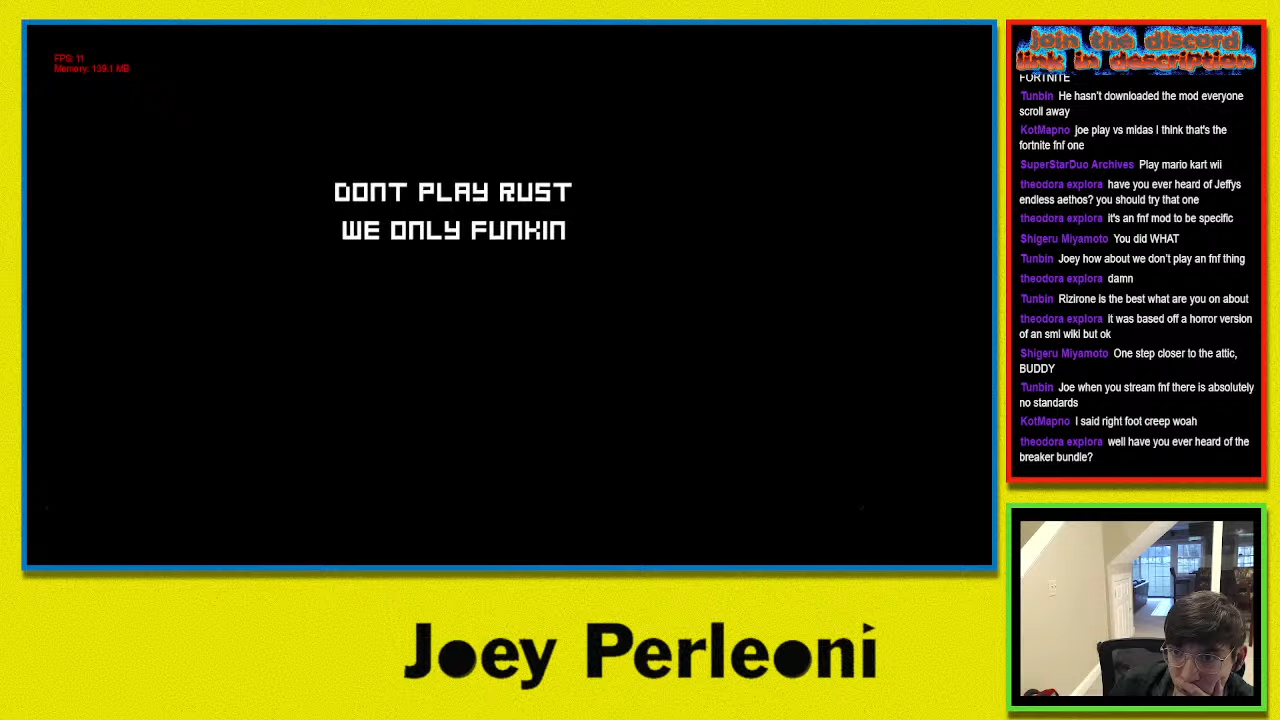 FPS: 11
Memory: 139.1 MB
DONT PLAY RUST
WE ONLY FUNKIN
join the discord
link in description
FORTNITE
Tunbin He hasn't downloaded the mod everyone
scroll away
KotMapno joe play vs midas I think that's the
fortnite fnf one
SuperStarDuo Archives Play mario kart wii
theodora explora have you ever heard of Jeffys
endless aethos? you should try that one
theodora explora it's an fnf mod to be specific
Shigeru Miyamoto You did WHAT
Tunbin Joey how about we don't play an fnf thing
theodora explora damn
Tunbin Rizirone is the best what are you on about
theodora explora it was based off a horror version
of an sml wiki but ok
Shigeru Miyamoto One step closer to the attic,
BUDDY
Tunbin Joe when you stream fnf there is absolutely
no standards
KotMapno I said right foot creep woah
theodora explora well have you ever heard of the
breaker bundle?
Joey Perleoni